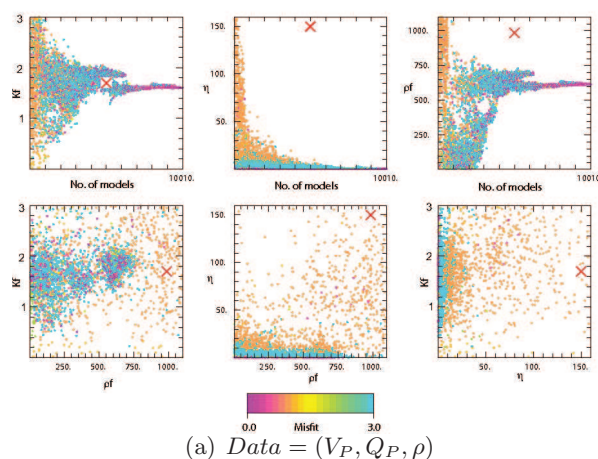 3
2
1
Kf
No. of models
10010.
150.
100.
50.
η
No. of models
10010.
1000.
750.
500.
250.
ρf
No. of models
10010.
3
2
1
Kf
250.
500.
750.
1000.
ρf
150.
100.
50.
η
250.
500.
750.
1000.
ρf
3
2
1
Kf
50.
100.
150.
η
0.0
Misfit
3.0
(a) Data = (V_P, Q_P, ρ)